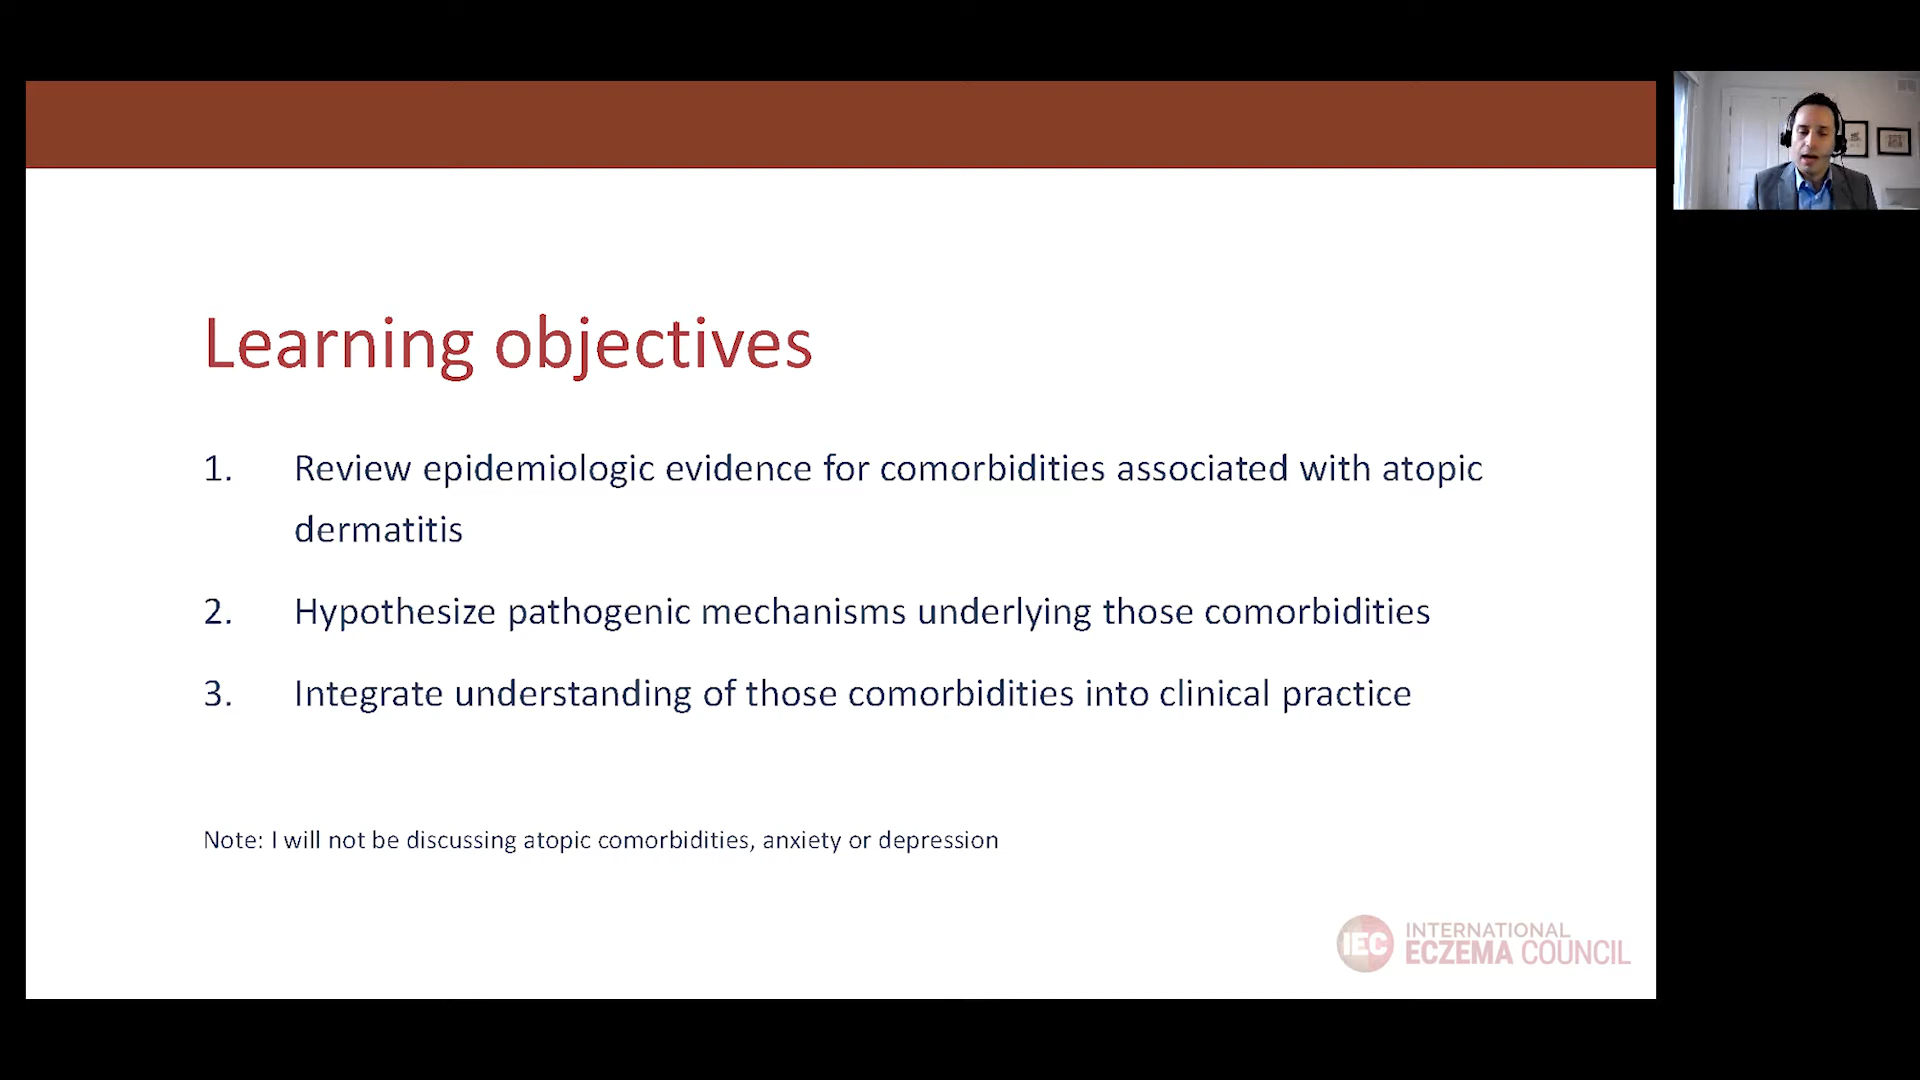 Learning objectives
1. Review epidemiologic evidence for comorbidities associated with atopic
dermatitis
2. Hypothesize pathogenic mechanisms underlying those comorbidities
3. Integrate understanding of those comorbidities into clinical practice
Note: I will not be discussing atopic comorbidities, anxiety or depression
IEC INTERNATIONAL
ECZEMA COUNCIL